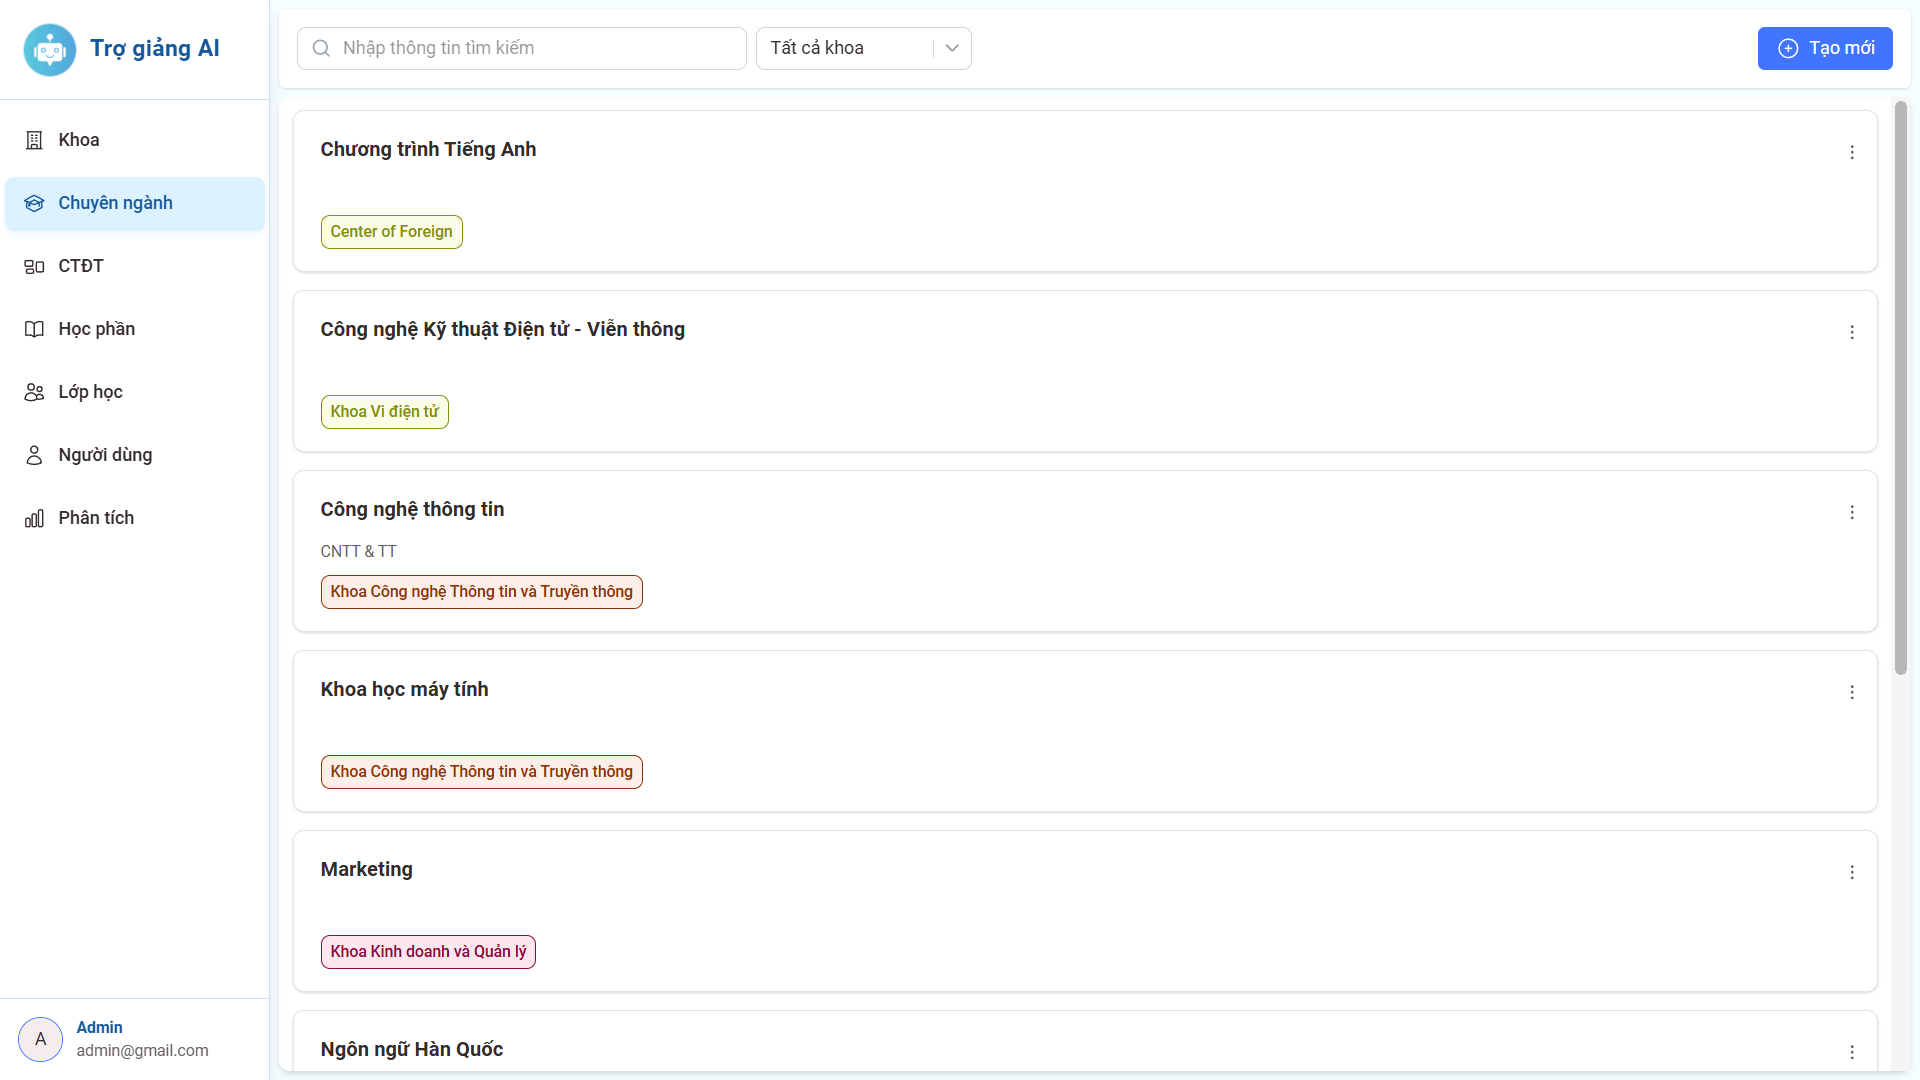 Trợ giảng AI
Khoa
Chuyên ngành
CTĐT
Học phần
Lớp học
Người dùng
Phân tích
A
Admin
admin@gmail.com
Nhập thông tin tìm kiếm
Tất cả khoa
Tạo mới
Chương trình Tiếng Anh
Center of Foreign
Công nghệ Kỹ thuật Điện tử - Viễn thông
Khoa Vi điện tử
Công nghệ thông tin
CNTT & TT
Khoa Công nghệ Thông tin và Truyền thông
Khoa học máy tính
Khoa Công nghệ Thông tin và Truyền thông
Marketing
Khoa Kinh doanh và Quản lý
Ngôn ngữ Hàn Quốc